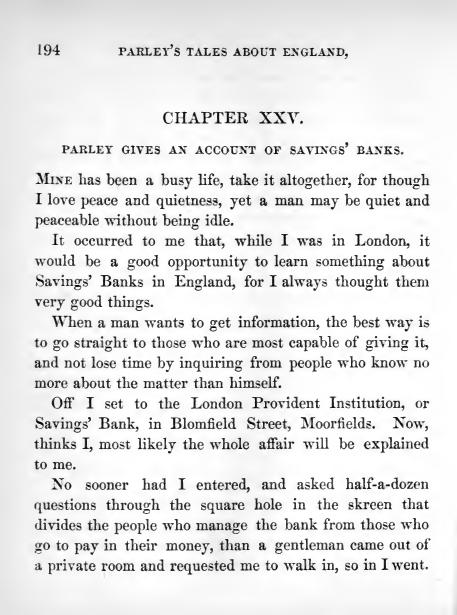 194 PARLEY'S TALES ABOUT ENGLAND,
CHAPTER XXV.
PARLEY GIVES AN ACCOUNT OF SAVINGS' BANKS.
MINE has been a busy life, take it altogether, for though
I love peace and quietness, yet a man may be quiet and
peaceable without being idle.
It occurred to me that, while I was in London, it
would be a good opportunity to learn something about
Savings' Banks in England, for I always thought them
very good things.
When a man wants to get information, the best way is
to go straight to those who are most capable of giving it,
and not lose time by inquiring from people who know no
more about the matter than himself.
Off I set to the London Provident Institution, or
Savings' Bank, in Blomfield Street, Moorfields. Now,
thinks I, most likely the whole affair will be explained
to me.
No sooner had I entered, and asked half-a-dozen
questions through the square hole in the skreen that
divides the people who manage the bank from those who
go to pay in their money, than a gentleman came out of
a private room and requested me to walk in, so in I went.